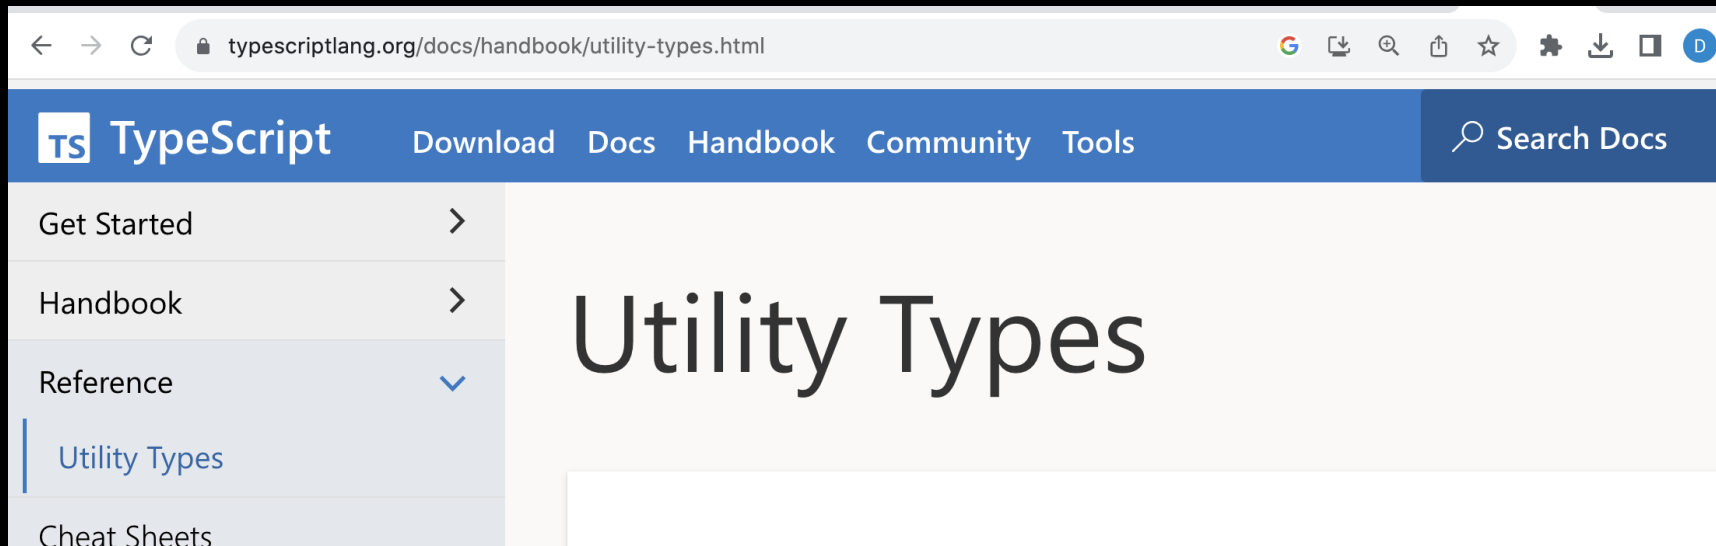 typescriptlang.org/docs/handbook/utility-types.html
G
D
TS TypeScript Download Docs Handbook Community Tools Search Docs
Get Started
Handbook
Reference
Utility Types
Cheat Sheets
Utility Types